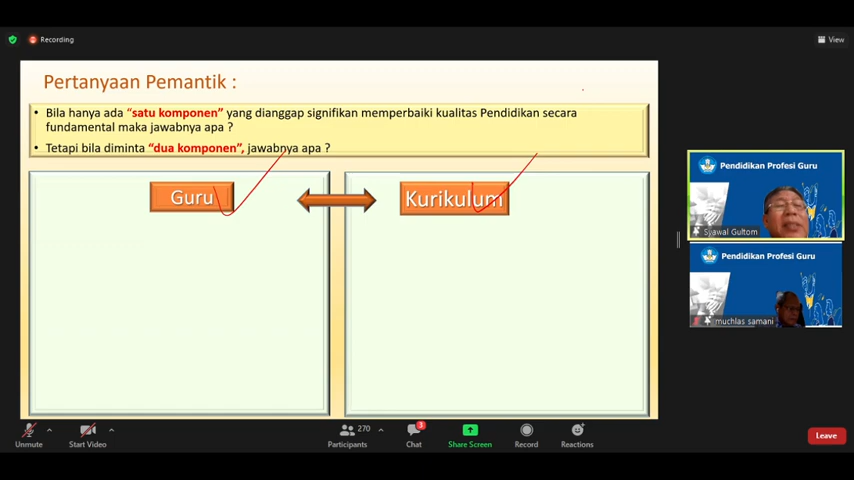 Recording
View
Pertanyaan Pemantik :
• Bila hanya ada “satu komponen” yang dianggap signifikan memperbaiki kualitas Pendidikan secara
fundamental maka jawabnya apa ?
• Tetapi bila diminta “dua komponen”, jawabnya apa ?
Guru
Kurikulum
Pendidikan Profesi Guru
Syawal Gultom
Pendidikan Profesi Guru
muchlas samani
Unmute
Start Video
Participants
270
Chat
3
Share Screen
Record
Reactions
Leave